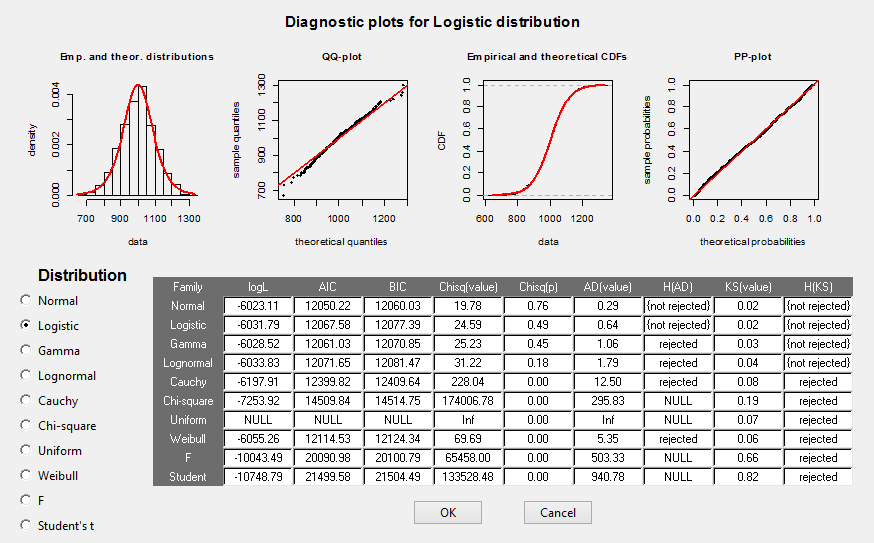 Diagnostic plots for Logistic distribution
Emp. and theor. distributions
QQ-plot
Empirical and theoretical CDFs
PP-plot
density
0.000 0.002 0.004
700 900 1100 1300
data
sample quantiles
700 900 1100 1300
800 1000 1200
theoretical quantiles
CDF
0.0 0.2 0.4 0.6 0.8 1.0
600 800 1000 1200
data
sample probabilities
0.0 0.2 0.4 0.6 0.8 1.0
0.0 0.2 0.4 0.6 0.8 1.0
theoretical probabilities
Distribution
Normal
Logistic
Gamma
Lognormal
Cauchy
Chi-square
Uniform
Weibull
F
Student's t
Family logL AIC BIC Chisq(value) Chisq(p) AD(value) H(AD) KS(value) H(KS)
Normal -6023.11 12050.22 12060.03 19.78 0.76 0.29 {not rejected} 0.02 {not rejected}
Logistic -6031.79 12067.58 12077.39 24.59 0.49 0.64 {not rejected} 0.02 {not rejected}
Gamma -6028.52 12061.03 12070.85 25.23 0.45 1.06 rejected 0.03 {not rejected}
Lognormal -6033.83 12071.65 12081.47 31.22 0.18 1.79 rejected 0.04 {not rejected}
Cauchy -6197.91 12399.82 12409.64 228.04 0.00 12.50 rejected 0.08 rejected
Chi-square -7253.92 14509.84 14514.75 174006.78 0.00 295.83 NULL 0.19 rejected
Uniform NULL NULL NULL Inf 0.00 Inf NULL 0.07 rejected
Weibull -6055.26 12114.53 12124.34 69.69 0.00 5.35 rejected 0.06 rejected
F -10043.49 20090.98 20100.79 65458.00 0.00 503.33 NULL 0.66 rejected
Student -10748.79 21499.58 21504.49 133528.48 0.00 940.78 NULL 0.82 rejected
OK Cancel